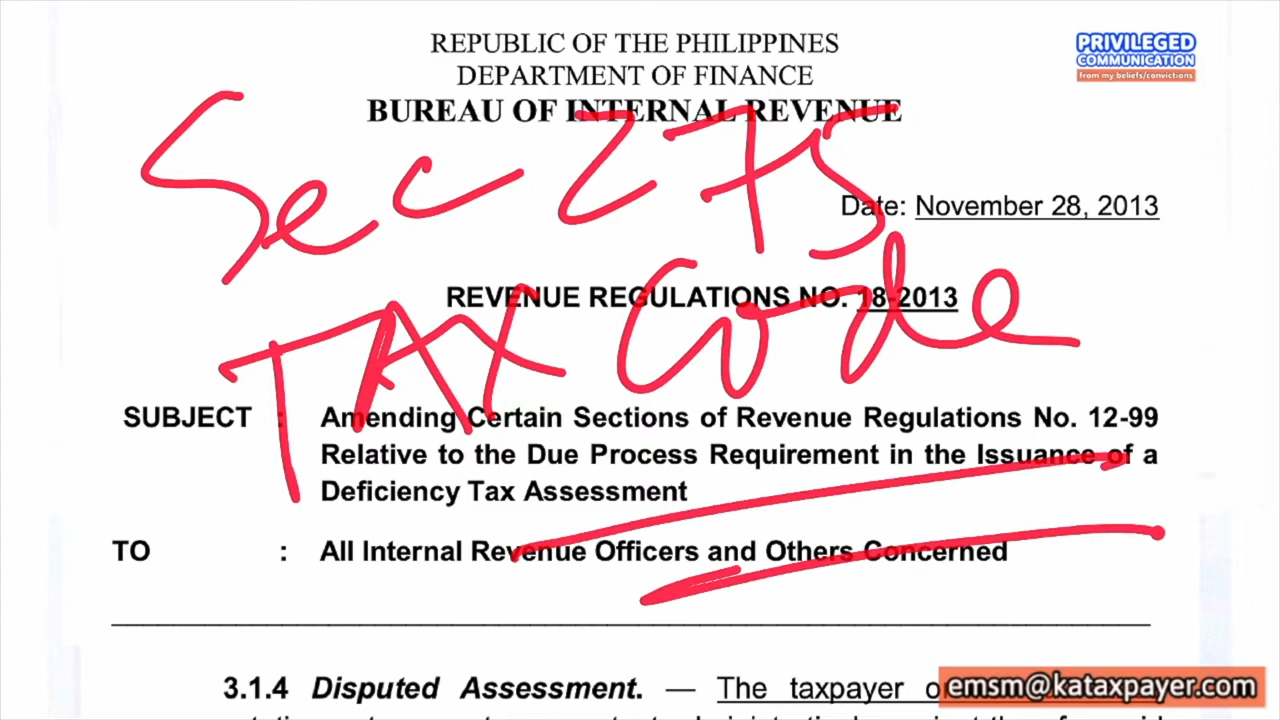 REPUBLIC OF THE PHILIPPINES
DEPARTMENT OF FINANCE
BUREAU OF INTERNAL REVENUE
PRIVILEGED
COMMUNICATION
from my beliefs/convictions
Sec 275
TAX Code
Date: November 28, 2013
REVENUE REGULATIONS NO. 18-2013
SUBJECT : Amending Certain Sections of Revenue Regulations No. 12-99
Relative to the Due Process Requirement in the Issuance of a
Deficiency Tax Assessment
TO : All Internal Revenue Officers and Others Concerned
3.1.4 Disputed Assessment. — The taxpayer
emsm@kataxpayer.com